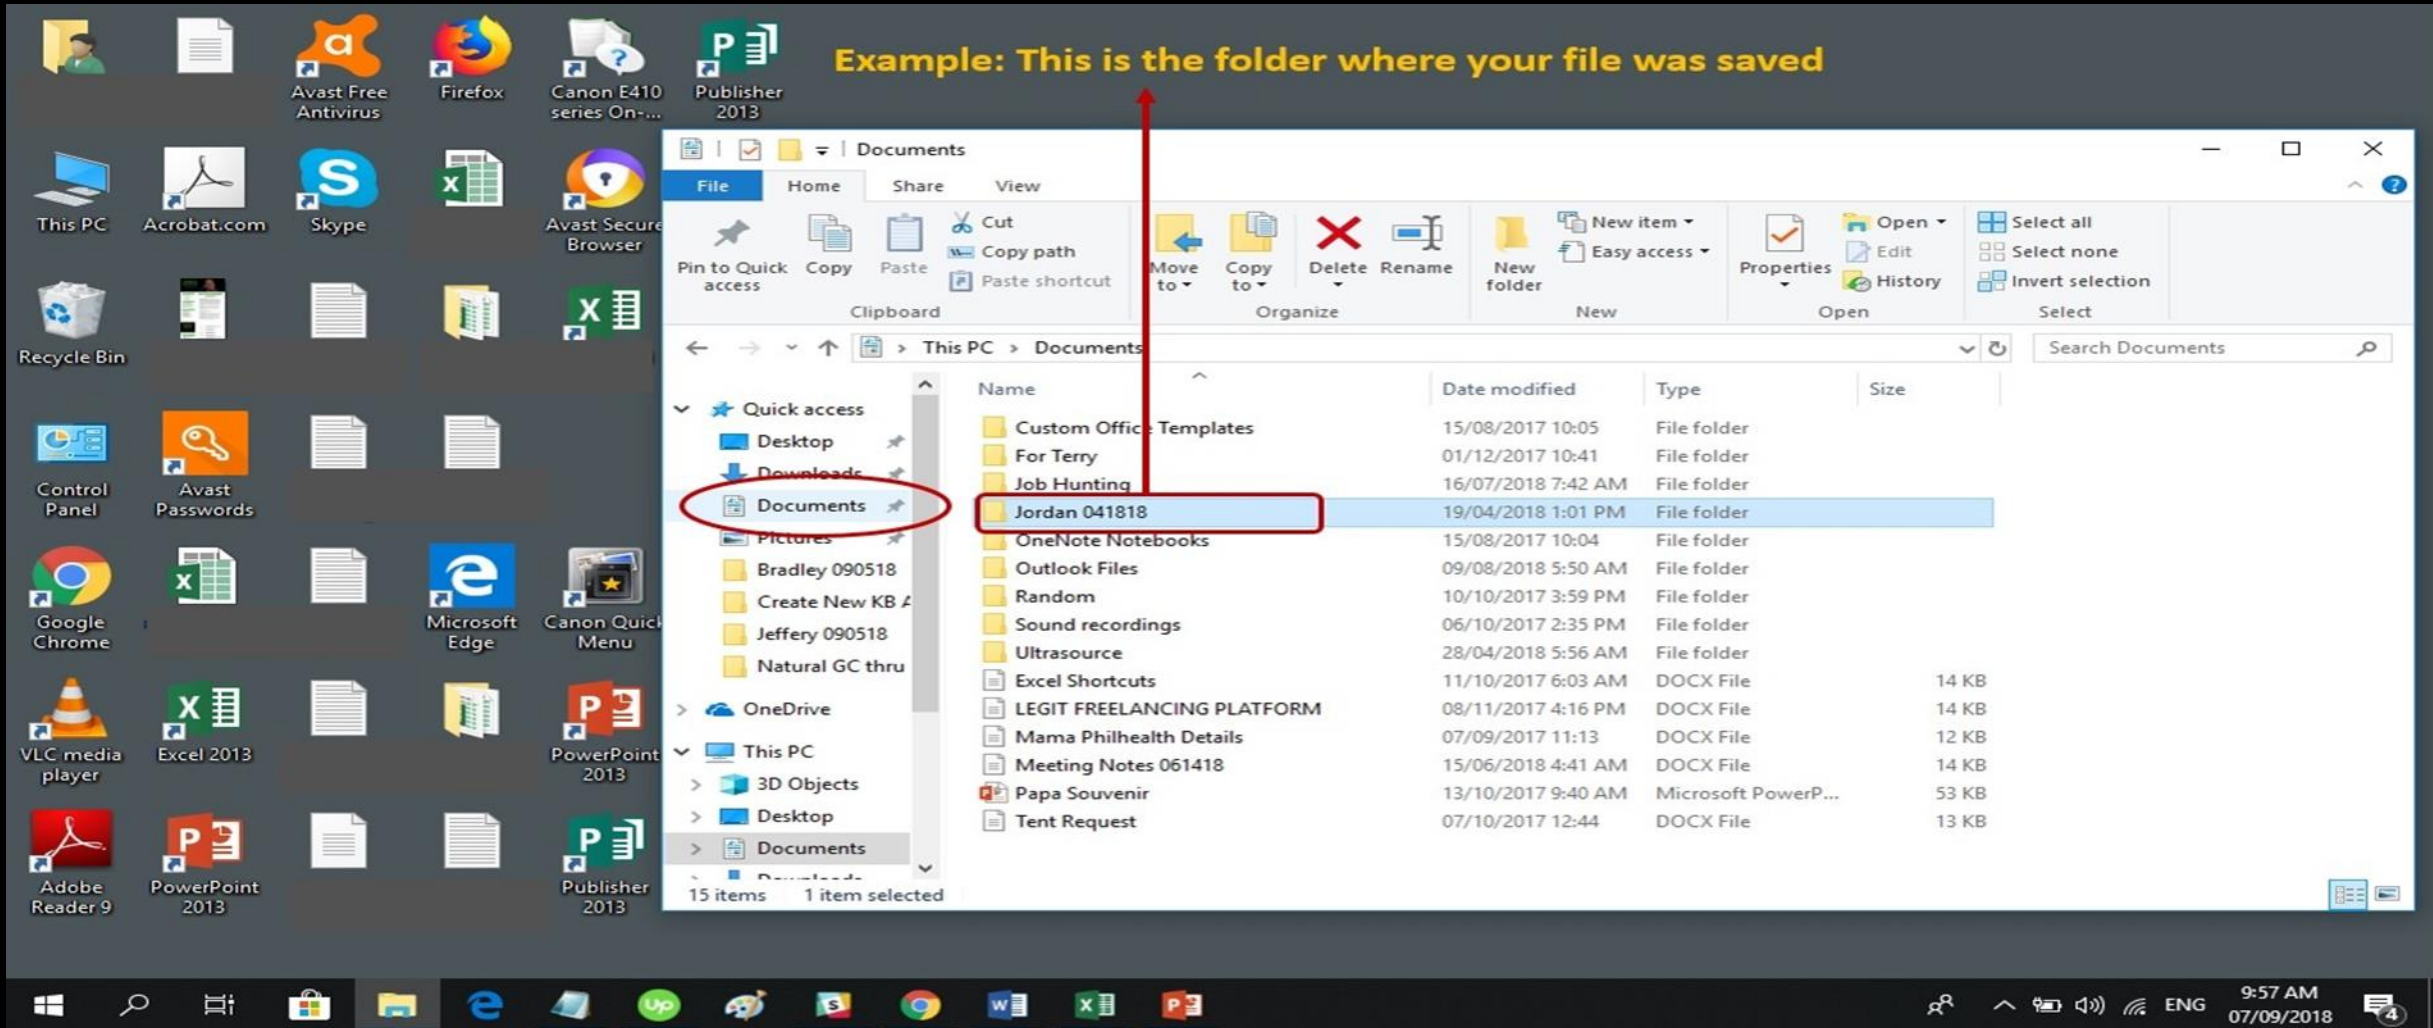 Example: This is the folder where your file was saved
Avast Free
Antivirus
Firefox
Canon E410
series On-...
Publisher
2013
This PC
Acrobat.com
Skype
Avast Secure
Browser
Recycle Bin
Control
Panel
Avast
Passwords
Google
Chrome
Microsoft
Edge
Canon Quick
Menu
VLC media
player
Excel 2013
PowerPoint
2013
Adobe
Reader 9
PowerPoint
2013
Publisher
2013
Documents
File Home Share View
Pin to Quick
access
Copy
Paste
Cut
Copy path
Paste shortcut
Clipboard
Move
to
Copy
to
Delete
Rename
Organize
New
folder
New item
Easy access
New
Properties
Open
Edit
History
Open
Select all
Select none
Invert selection
Select
This PC > Documents
Search Documents
Quick access
Desktop
Downloads
Documents
Pictures
Bradley 090518
Create New KB A
Jeffery 090518
Natural GC thru
OneDrive
This PC
3D Objects
Desktop
Documents
Downloads
Name Date modified Type Size
Custom Office Templates 15/08/2017 10:05 File folder
For Terry 01/12/2017 10:41 File folder
Job Hunting 16/07/2018 7:42 AM File folder
Jordan 041818 19/04/2018 1:01 PM File folder
OneNote Notebooks 15/08/2017 10:04 File folder
Outlook Files 09/08/2018 5:50 AM File folder
Random 10/10/2017 3:59 PM File folder
Sound recordings 06/10/2017 2:35 PM File folder
Ultrasource 28/04/2018 5:56 AM File folder
Excel Shortcuts 11/10/2017 6:03 AM DOCX File 14 KB
LEGIT FREELANCING PLATFORM 08/11/2017 4:16 PM DOCX File 14 KB
Mama Philhealth Details 07/09/2017 11:13 DOCX File 12 KB
Meeting Notes 061418 15/06/2018 4:41 AM DOCX File 14 KB
Papa Souvenir 13/10/2017 9:40 AM Microsoft PowerP... 53 KB
Tent Request 07/10/2017 12:44 DOCX File 13 KB
15 items 1 item selected
ENG
9:57 AM
07/09/2018
4